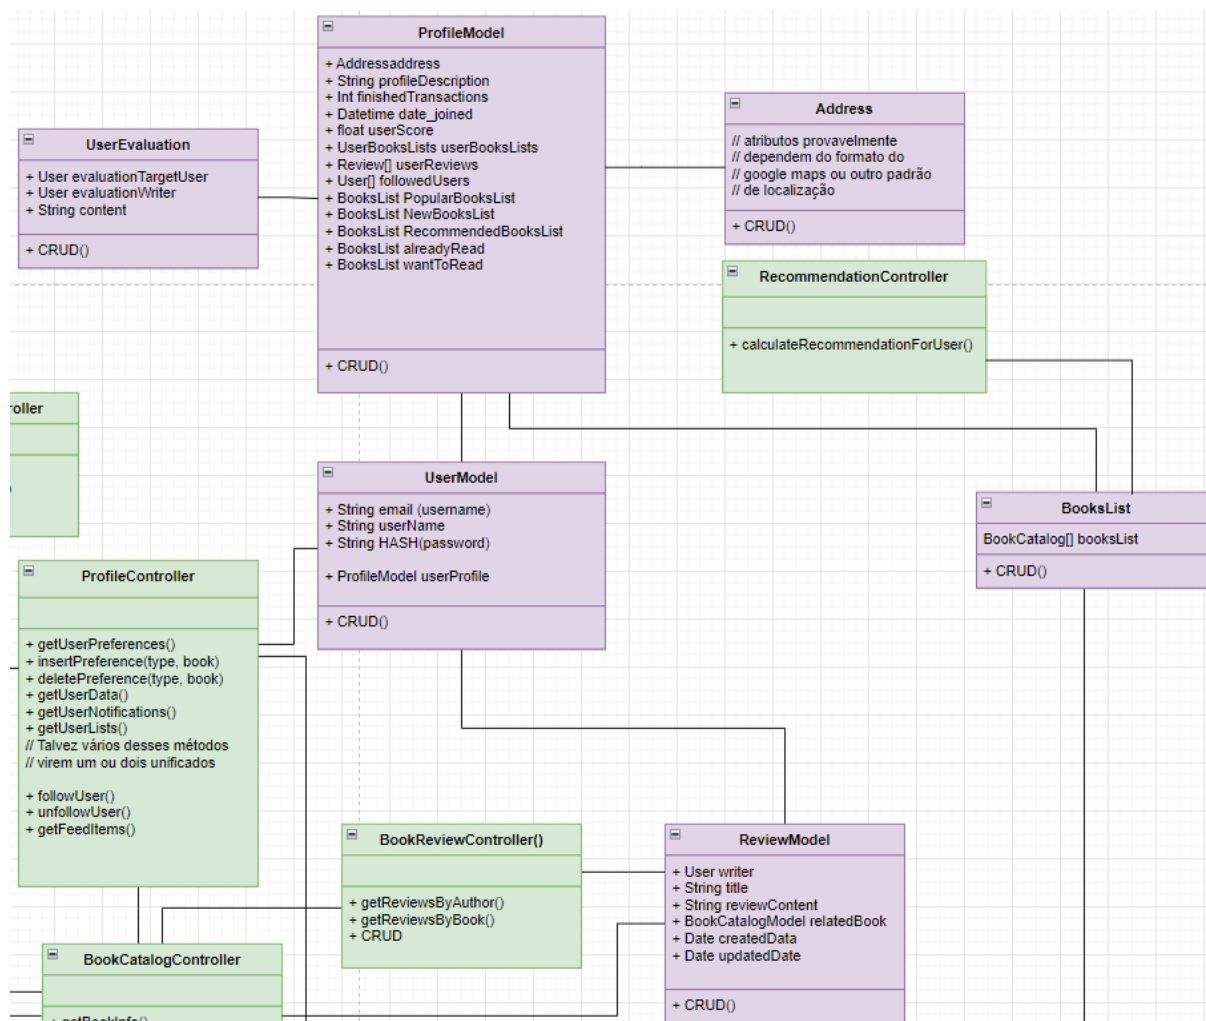 ProfileModel
+ Addressaddress
+ String profileDescription
+ Int finishedTransactions
+ Datetime date_joined
+ float userScore
+ UserBooksLists userBooksLists
+ Review[] userReviews
+ User[] followedUsers
+ BooksList PopularBooksList
+ BooksList NewBooksList
+ BooksList RecommendedBooksList
+ BooksList alreadyRead
+ BooksList wantToRead
+ CRUD()
Address
// atributos provavelmente
// dependem do formato do
// google maps ou outro padrão
// de localização
+ CRUD()
UserEvaluation
+ User evaluationTargetUser
+ User evaluationWriter
+ String content
+ CRUD()
RecommendationController
+ calculateRecommendationForUser()
roller
UserModel
+ String email (username)
+ String userName
+ String HASH(password)
+ ProfileModel userProfile
+ CRUD()
BooksList
BookCatalog[] booksList
+ CRUD()
ProfileController
+ getUserPreferences()
+ insertPreference(type, book)
+ deletePreference(type, book)
+ getUserData()
+ getUserNotifications()
+ getUserLists()
// Talvez vários desses métodos
// virem um ou dois unificados
+ followUser()
+ unfollowUser()
+ getFeedItems()
BookReviewController()
+ getReviewsByAuthor()
+ getReviewsByBook()
+ CRUD
ReviewModel
+ User writer
+ String title
+ String reviewContent
+ BookCatalogModel relatedBook
+ Date createdData
+ Date updatedDate
+ CRUD()
BookCatalogController
+ getBookInfo()